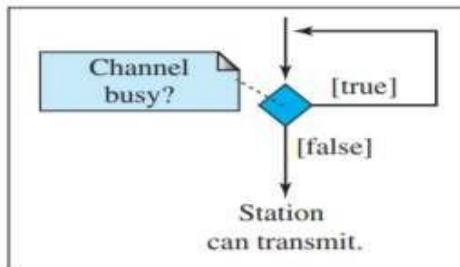 Channel
busy?
[true]
[false]
Station
can transmit.